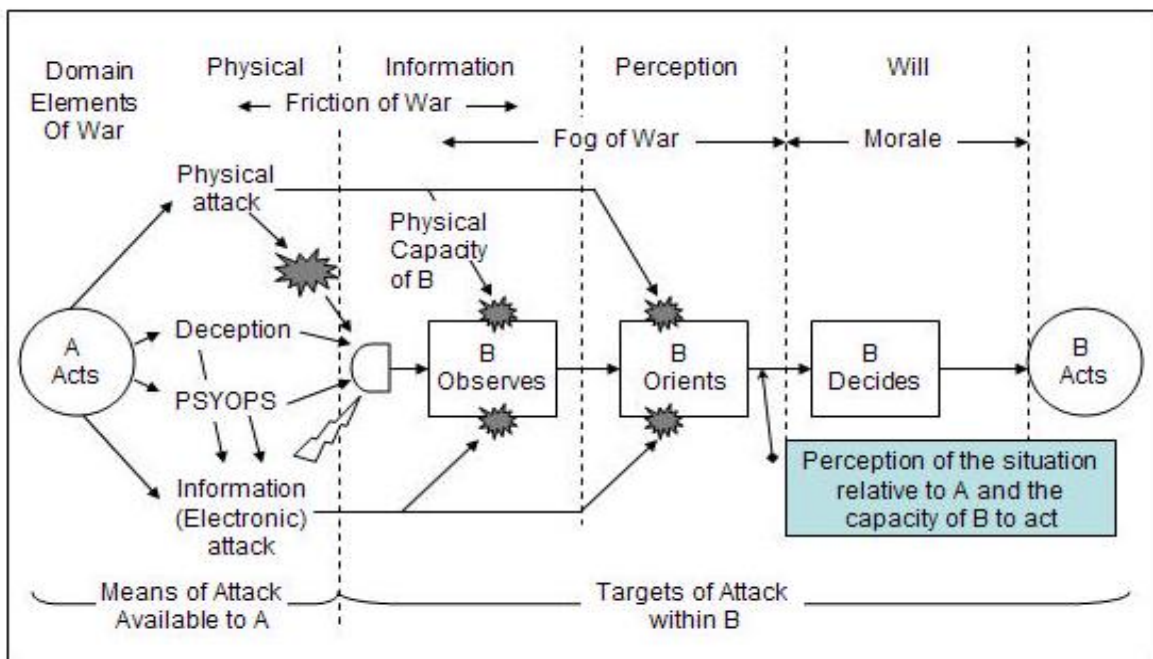 Domain
Elements
Of War
Physical
Information
Perception
Will
Friction of War
Fog of War
Morale
Physical
attack
Physical
Capacity
of B
A
Acts
Deception
PSYOPS
Information
(Electronic)
attack
B
Observes
B
Orients
B
Decides
B
Acts
Perception of the situation
relative to A and the
capacity of B to act
Means of Attack
Available to A
Targets of Attack
within B